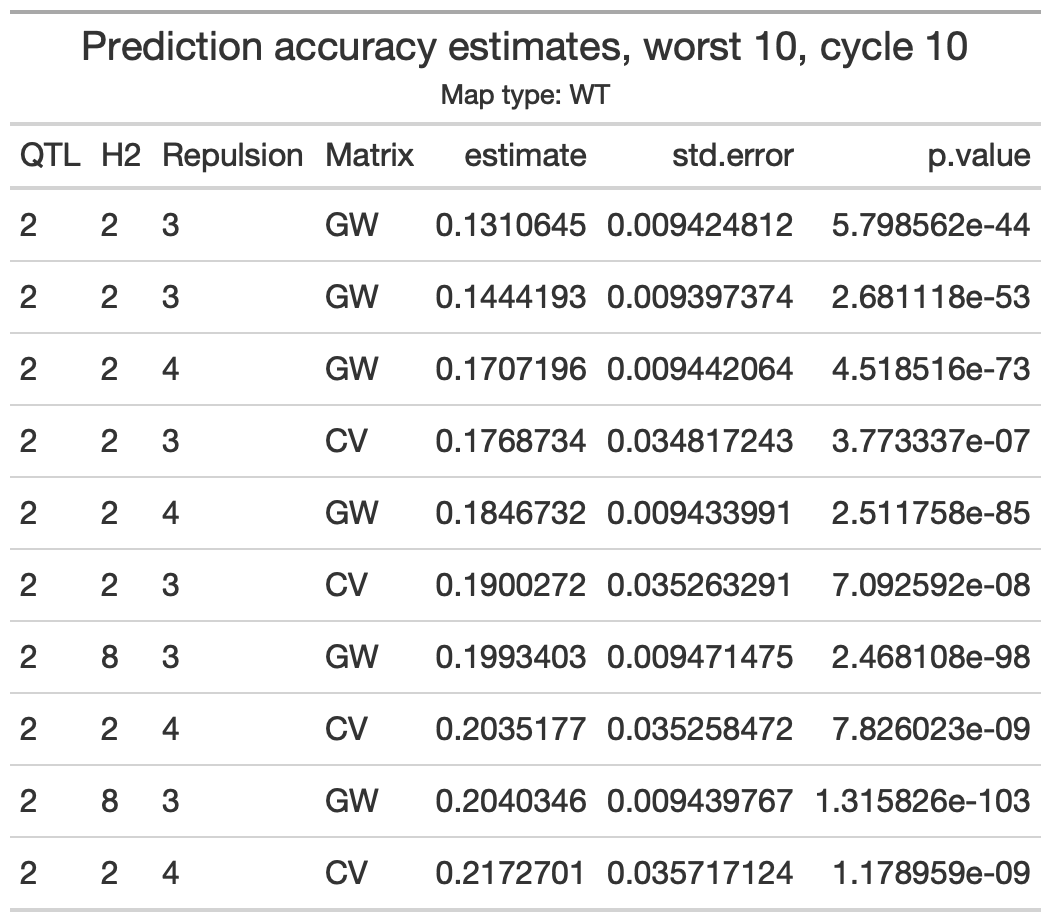 Prediction accuracy estimates, worst 10, cycle 10
Map type: WT
QTL H2 Repulsion Matrix estimate std.error p.value
2 2 3 GW 0.1310645 0.009424812 5.798562e-44
2 2 3 GW 0.1444193 0.009397374 2.681118e-53
2 2 4 GW 0.1707196 0.009442064 4.518516e-73
2 2 3 CV 0.1768734 0.034817243 3.773337e-07
2 2 4 GW 0.1846732 0.009433991 2.511758e-85
2 2 3 CV 0.1900272 0.035263291 7.092592e-08
2 8 3 GW 0.1993403 0.009471475 2.468108e-98
2 2 4 CV 0.2035177 0.035258472 7.826023e-09
2 8 3 GW 0.2040346 0.009439767 1.315826e-103
2 2 4 CV 0.2172701 0.035717124 1.178959e-09